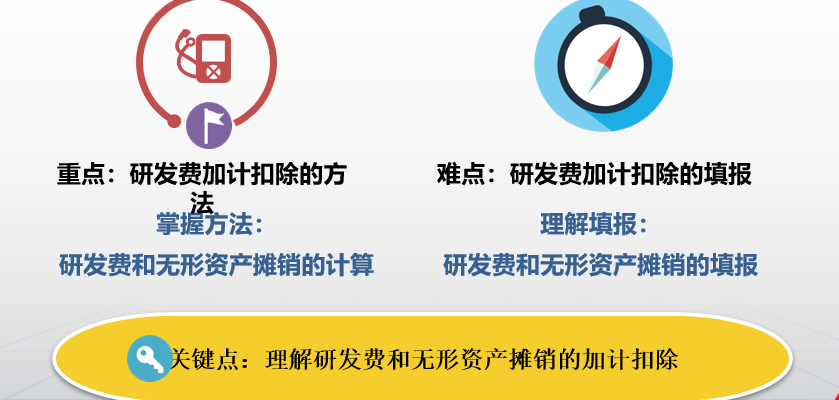 重点：研发费加计扣除的方
法
掌握方法：
研发费和无形资产摊销的计算
难点：研发费加计扣除的填报
理解填报：
研发费和无形资产摊销的填报
关键点：理解研发费和无形资产摊销的加计扣除